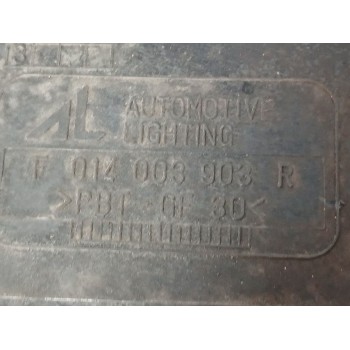 AL AUTOMOTIVE
LIGHTING
F 014 003 903 R
>PBT GF 30<